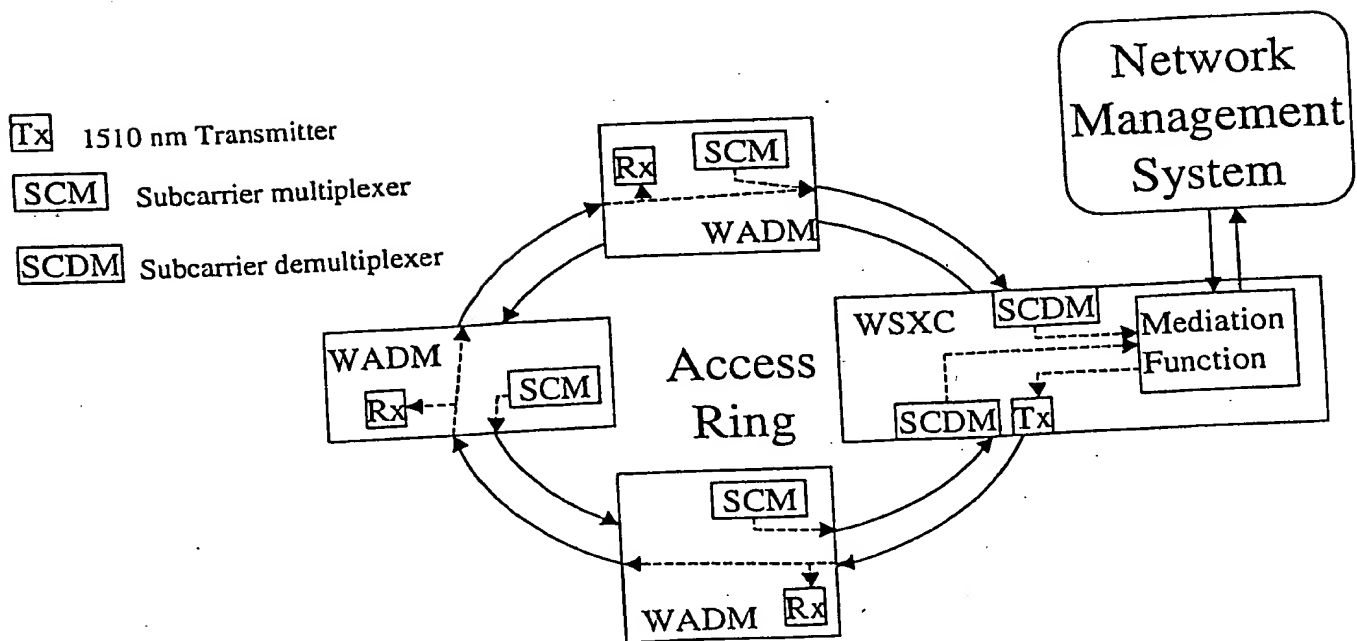 Network
Management
System
Tx 1510 nm Transmitter
SCM Subcarrier multiplexer
SCDM Subcarrier demultiplexer
Rx
SCM
WADM
WSXC
SCDM
Mediation
Function
SCDM
Tx
WADM
Rx
SCM
Access
Ring
SCM
WADM
Rx